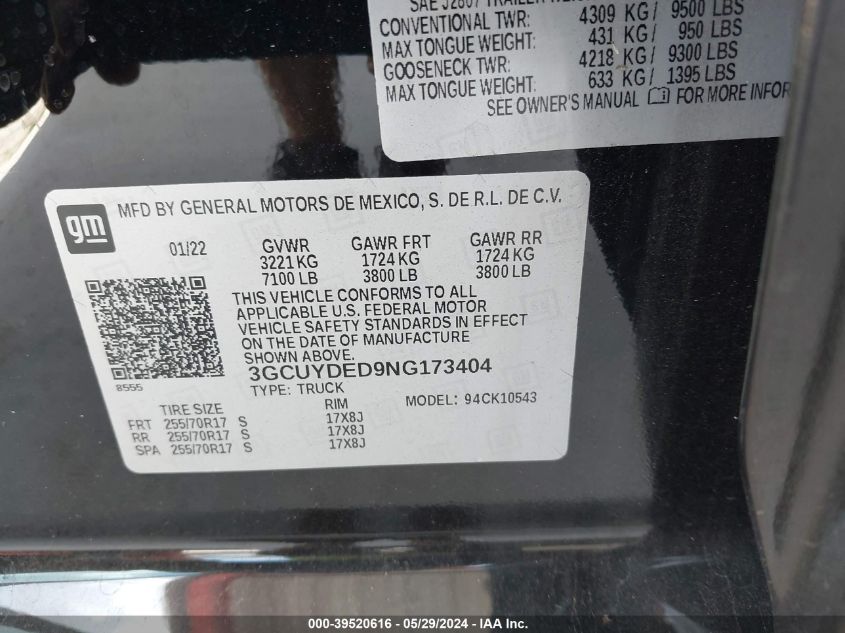 SAE J2807 TRAILER
CONVENTIONAL TWR: 4309 KG/ 9500 LBS
MAX TONGUE WEIGHT: 431 KG/ 950 LBS
GOOSENECK TWR: 4218 KG/ 9300 LBS
MAX TONGUE WEIGHT: 633 KG/ 1395 LBS
SEE OWNER'S MANUAL FOR MORE INFOR
gm
MFD BY GENERAL MOTORS DE MEXICO, S. DE R.L. DE C.V.
01/22 GVWR GAWR FRT GAWR RR
3221 KG 1724 KG 1724 KG
7100 LB 3800 LB 3800 LB
THIS VEHICLE CONFORMS TO ALL
APPLICABLE U.S. FEDERAL MOTOR
VEHICLE SAFETY STANDARDS IN EFFECT
ON THE DATE OF MANUFACTURE
SHOWN ABOVE.
8555
3GCUYDED9NG173404
TYPE: TRUCK
MODEL: 94CK10543
TIRE SIZE RIM
FRT 255/70R17 S 17X8J
RR 255/70R17 S 17X8J
SPA 255/70R17 S 17X8J
000-39520616 - 05/29/2024 - IAAI.com